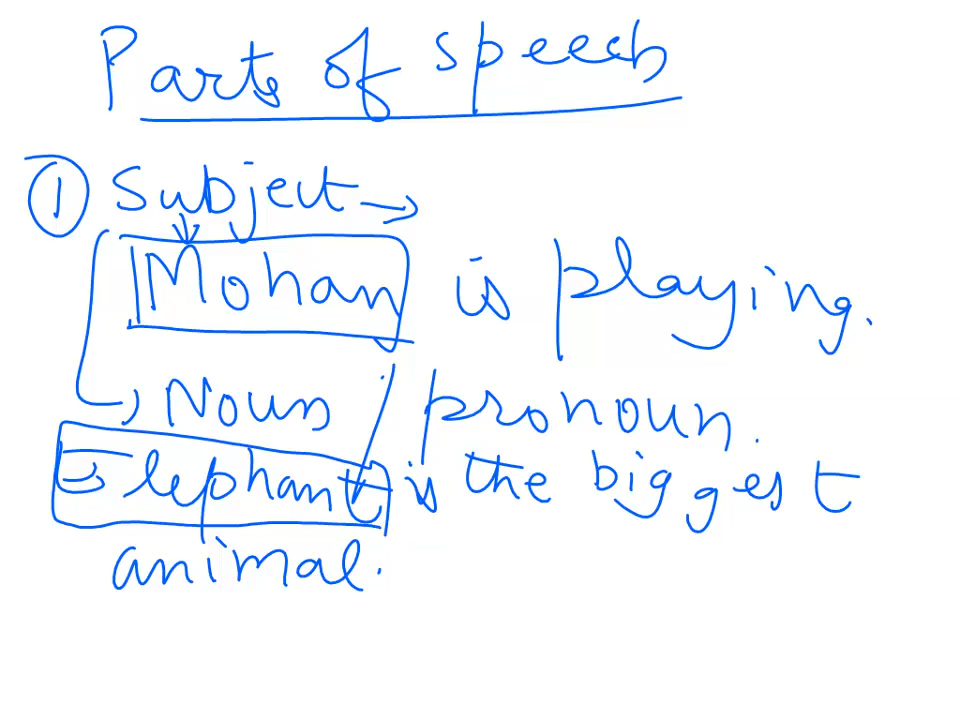 Parts of speech
① Subject →
Mohan is playing.
→ Noun / pronoun.
Elephant is the biggest
animal.